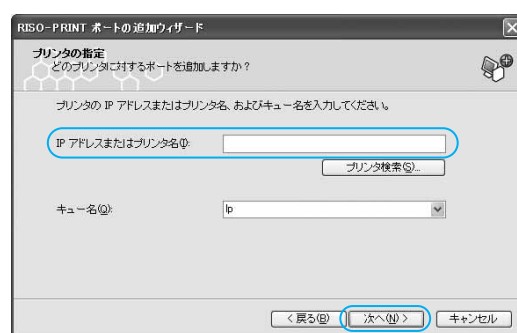 RISO-PRINT ポートの追加ウィザード
プリンタの指定
どのプリンタに対するポートを追加しますか？
プリンタの IP アドレスまたはプリンタ名、およびキュー名を入力してください。
IP アドレスまたはプリンタ名(I):
プリンタ検索(S)...
キュー名(Q):
lp
< 戻る(B)
次へ(N) >
キャンセル